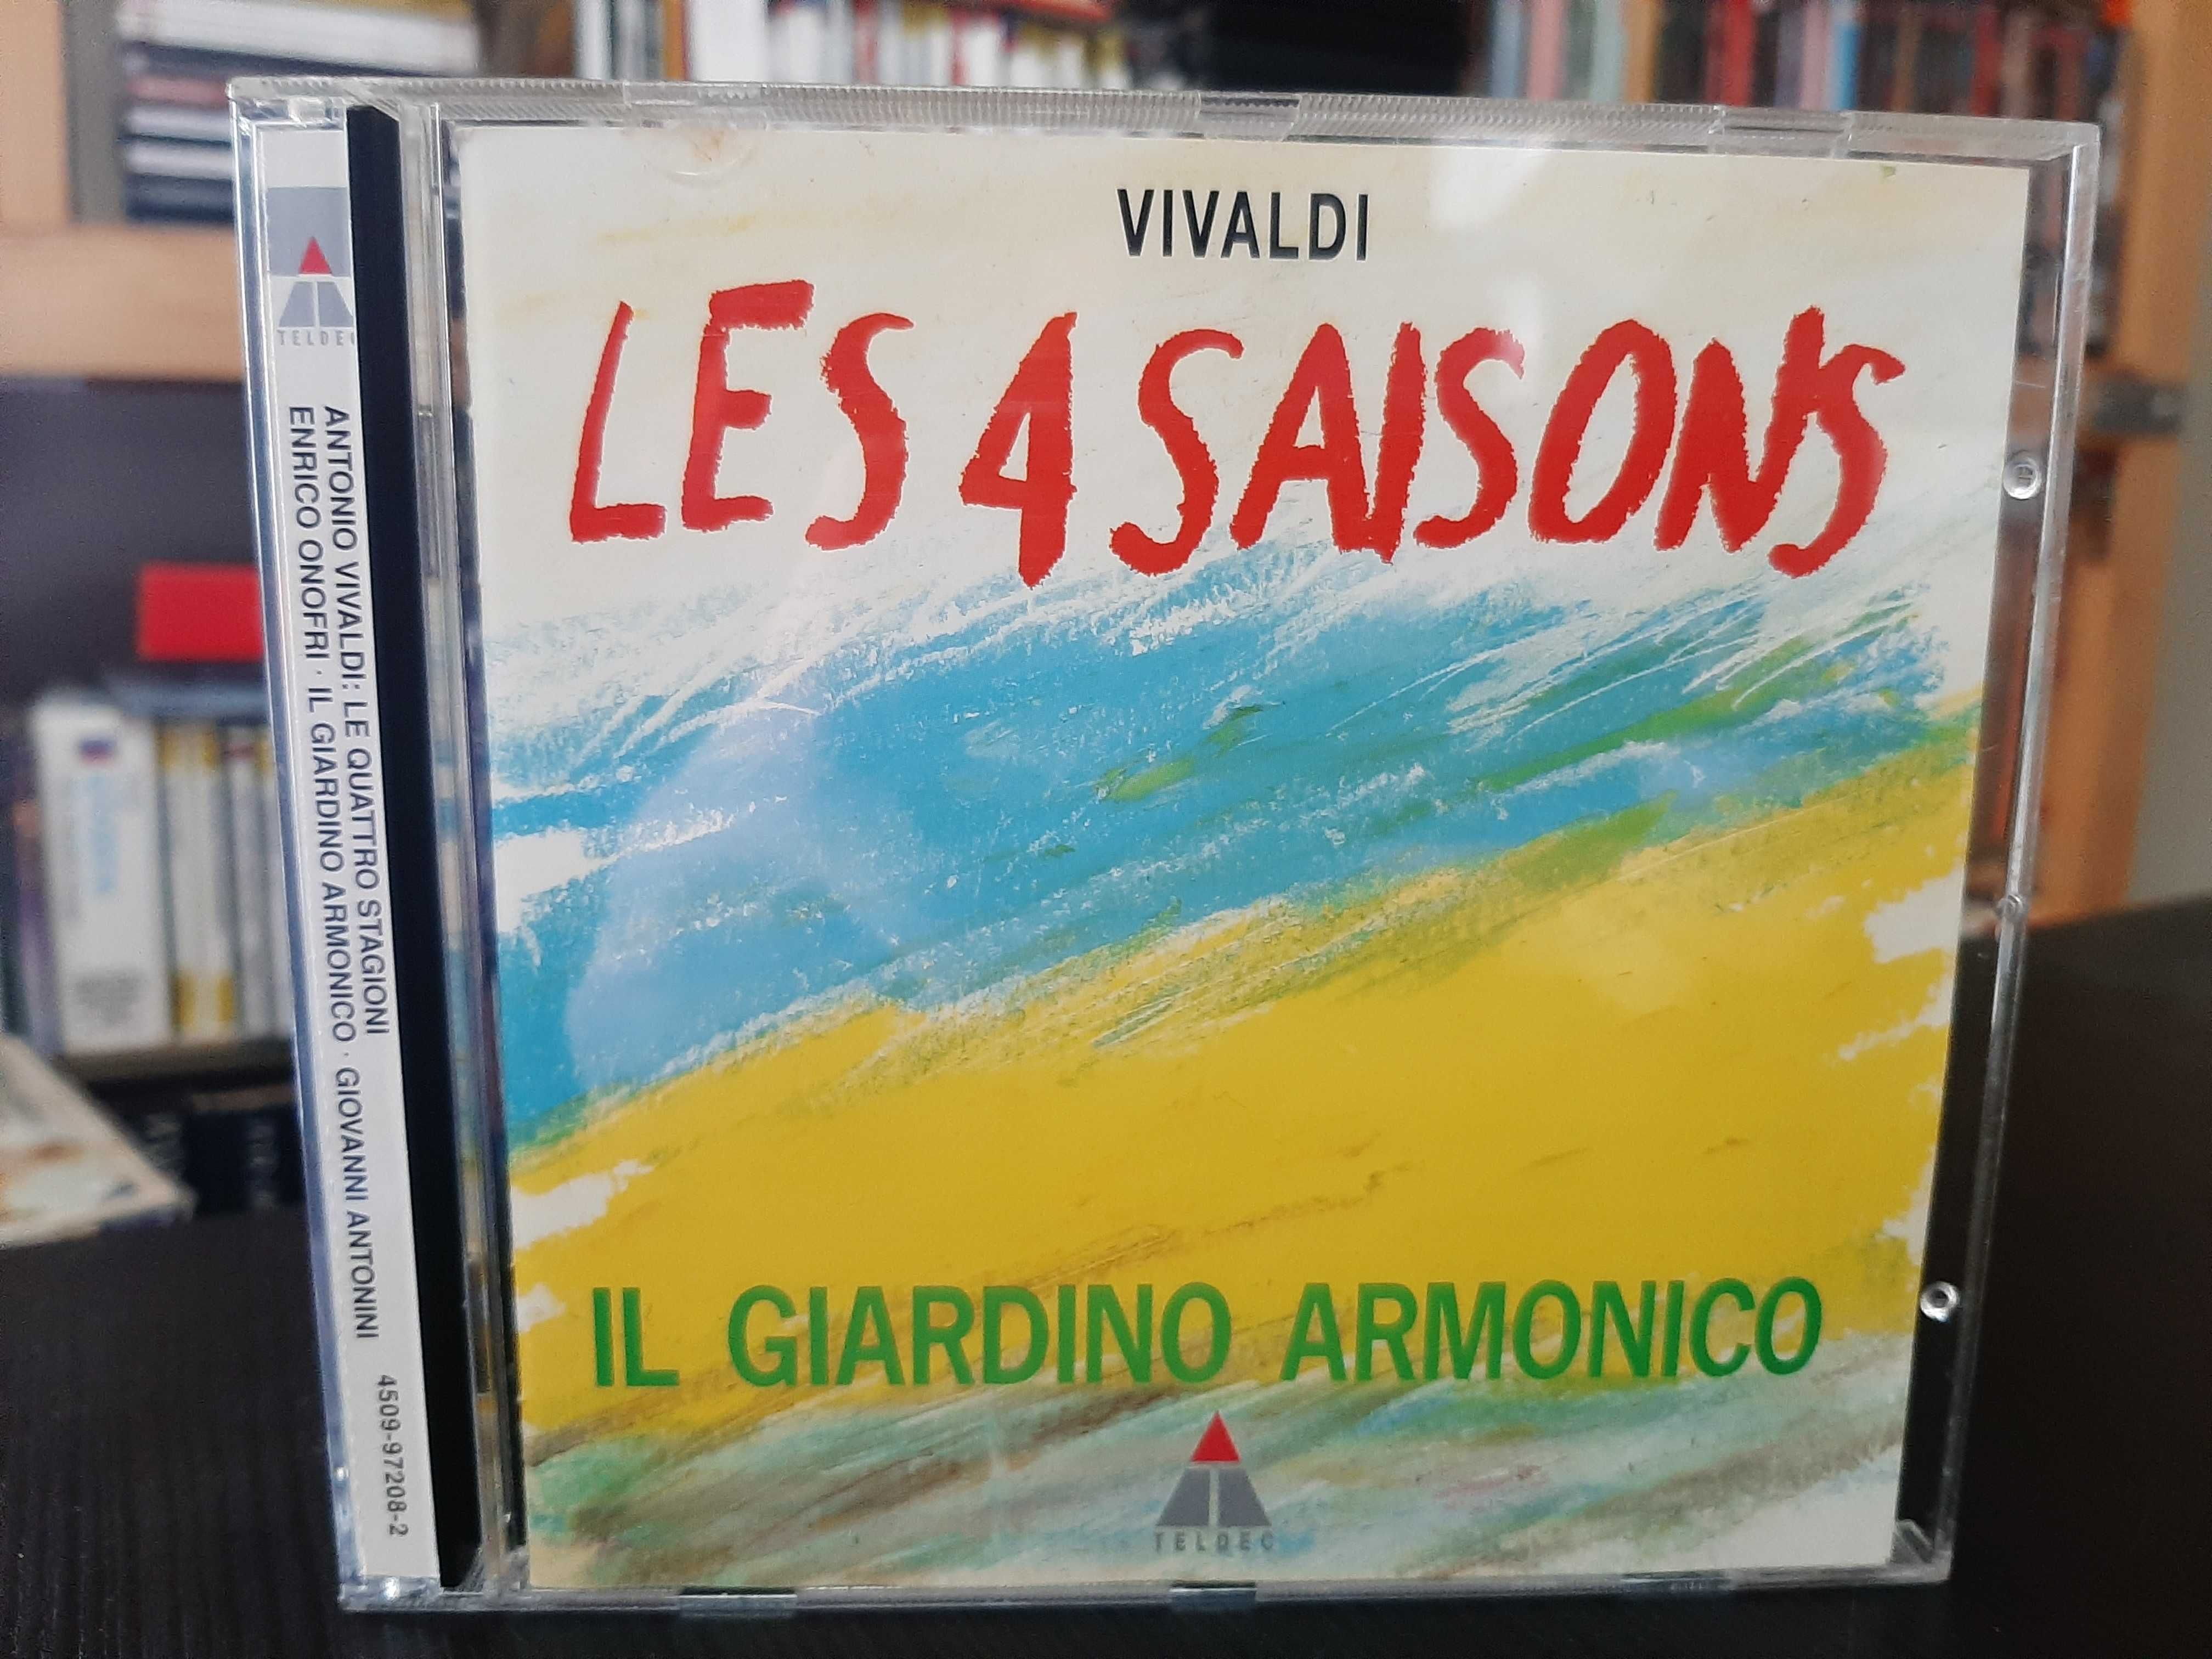 VIVALDI
LES 4 SAISONS
IL GIARDINO ARMONICO
TELDEC
TELDEC
ANTONIO VIVALDI: LE QUATTRO STAGIONI
ENRICO ONOFRI · IL GIARDINO ARMONICO · GIOVANNI ANTONINI
4509-97208-2